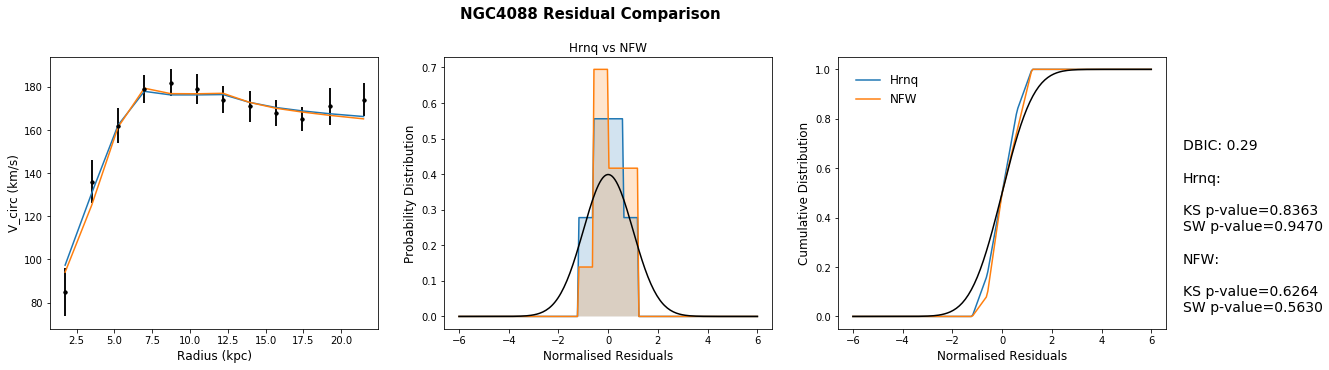 NGC4088 Residual Comparison
V_circ (km/s)
180
160
140
120
100
80
2.5 5.0 7.5 10.0 12.5 15.0 17.5 20.0
Radius (kpc)
Hrnq vs NFW
Probability Distribution
0.7
0.6
0.5
0.4
0.3
0.2
0.1
0.0
−6 −4 −2 0 2 4 6
Normalised Residuals
Cumulative Distribution
1.0
0.8
0.6
0.4
0.2
0.0
Hrnq
NFW
−6 −4 −2 0 2 4 6
Normalised Residuals
DBIC: 0.29
Hrnq:
KS p-value=0.8363
SW p-value=0.9470
NFW:
KS p-value=0.6264
SW p-value=0.5630